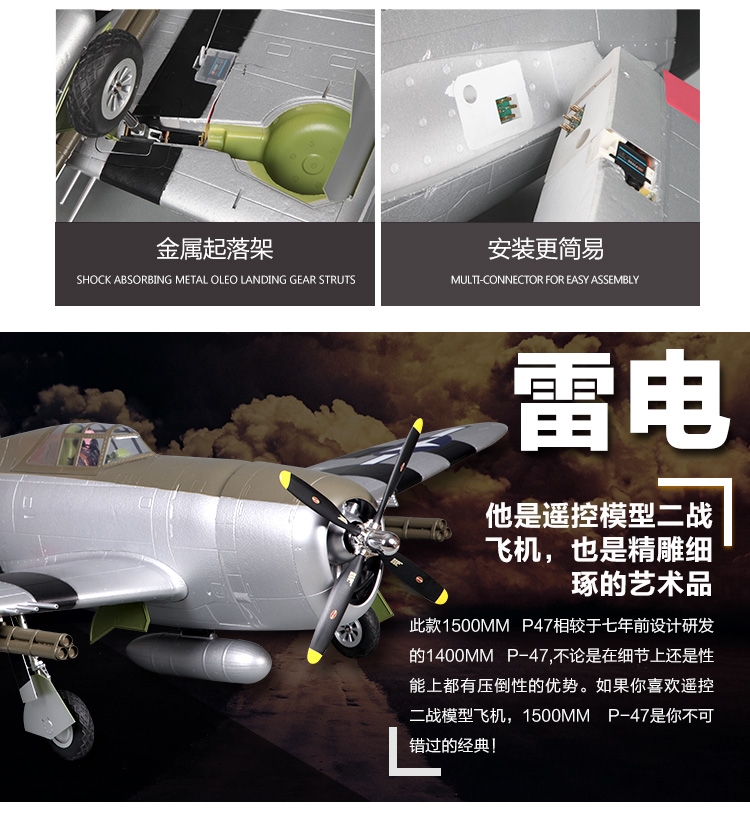 金属起落架
SHOCK ABSORBING METAL OLEO LANDING GEAR STRUTS
安装更简易
MULTI-CONNECTOR FOR EASY ASSEMBLY
雷电
他是遥控模型二战
飞机，也是精雕细
琢的艺术品
此款1500MM P47相较于七年前设计研发
的1400MM P-47,不论是在细节上还是性
能上都有压倒性的优势。如果你喜欢遥控
二战模型飞机，1500MM P-47是你不可
错过的经典！